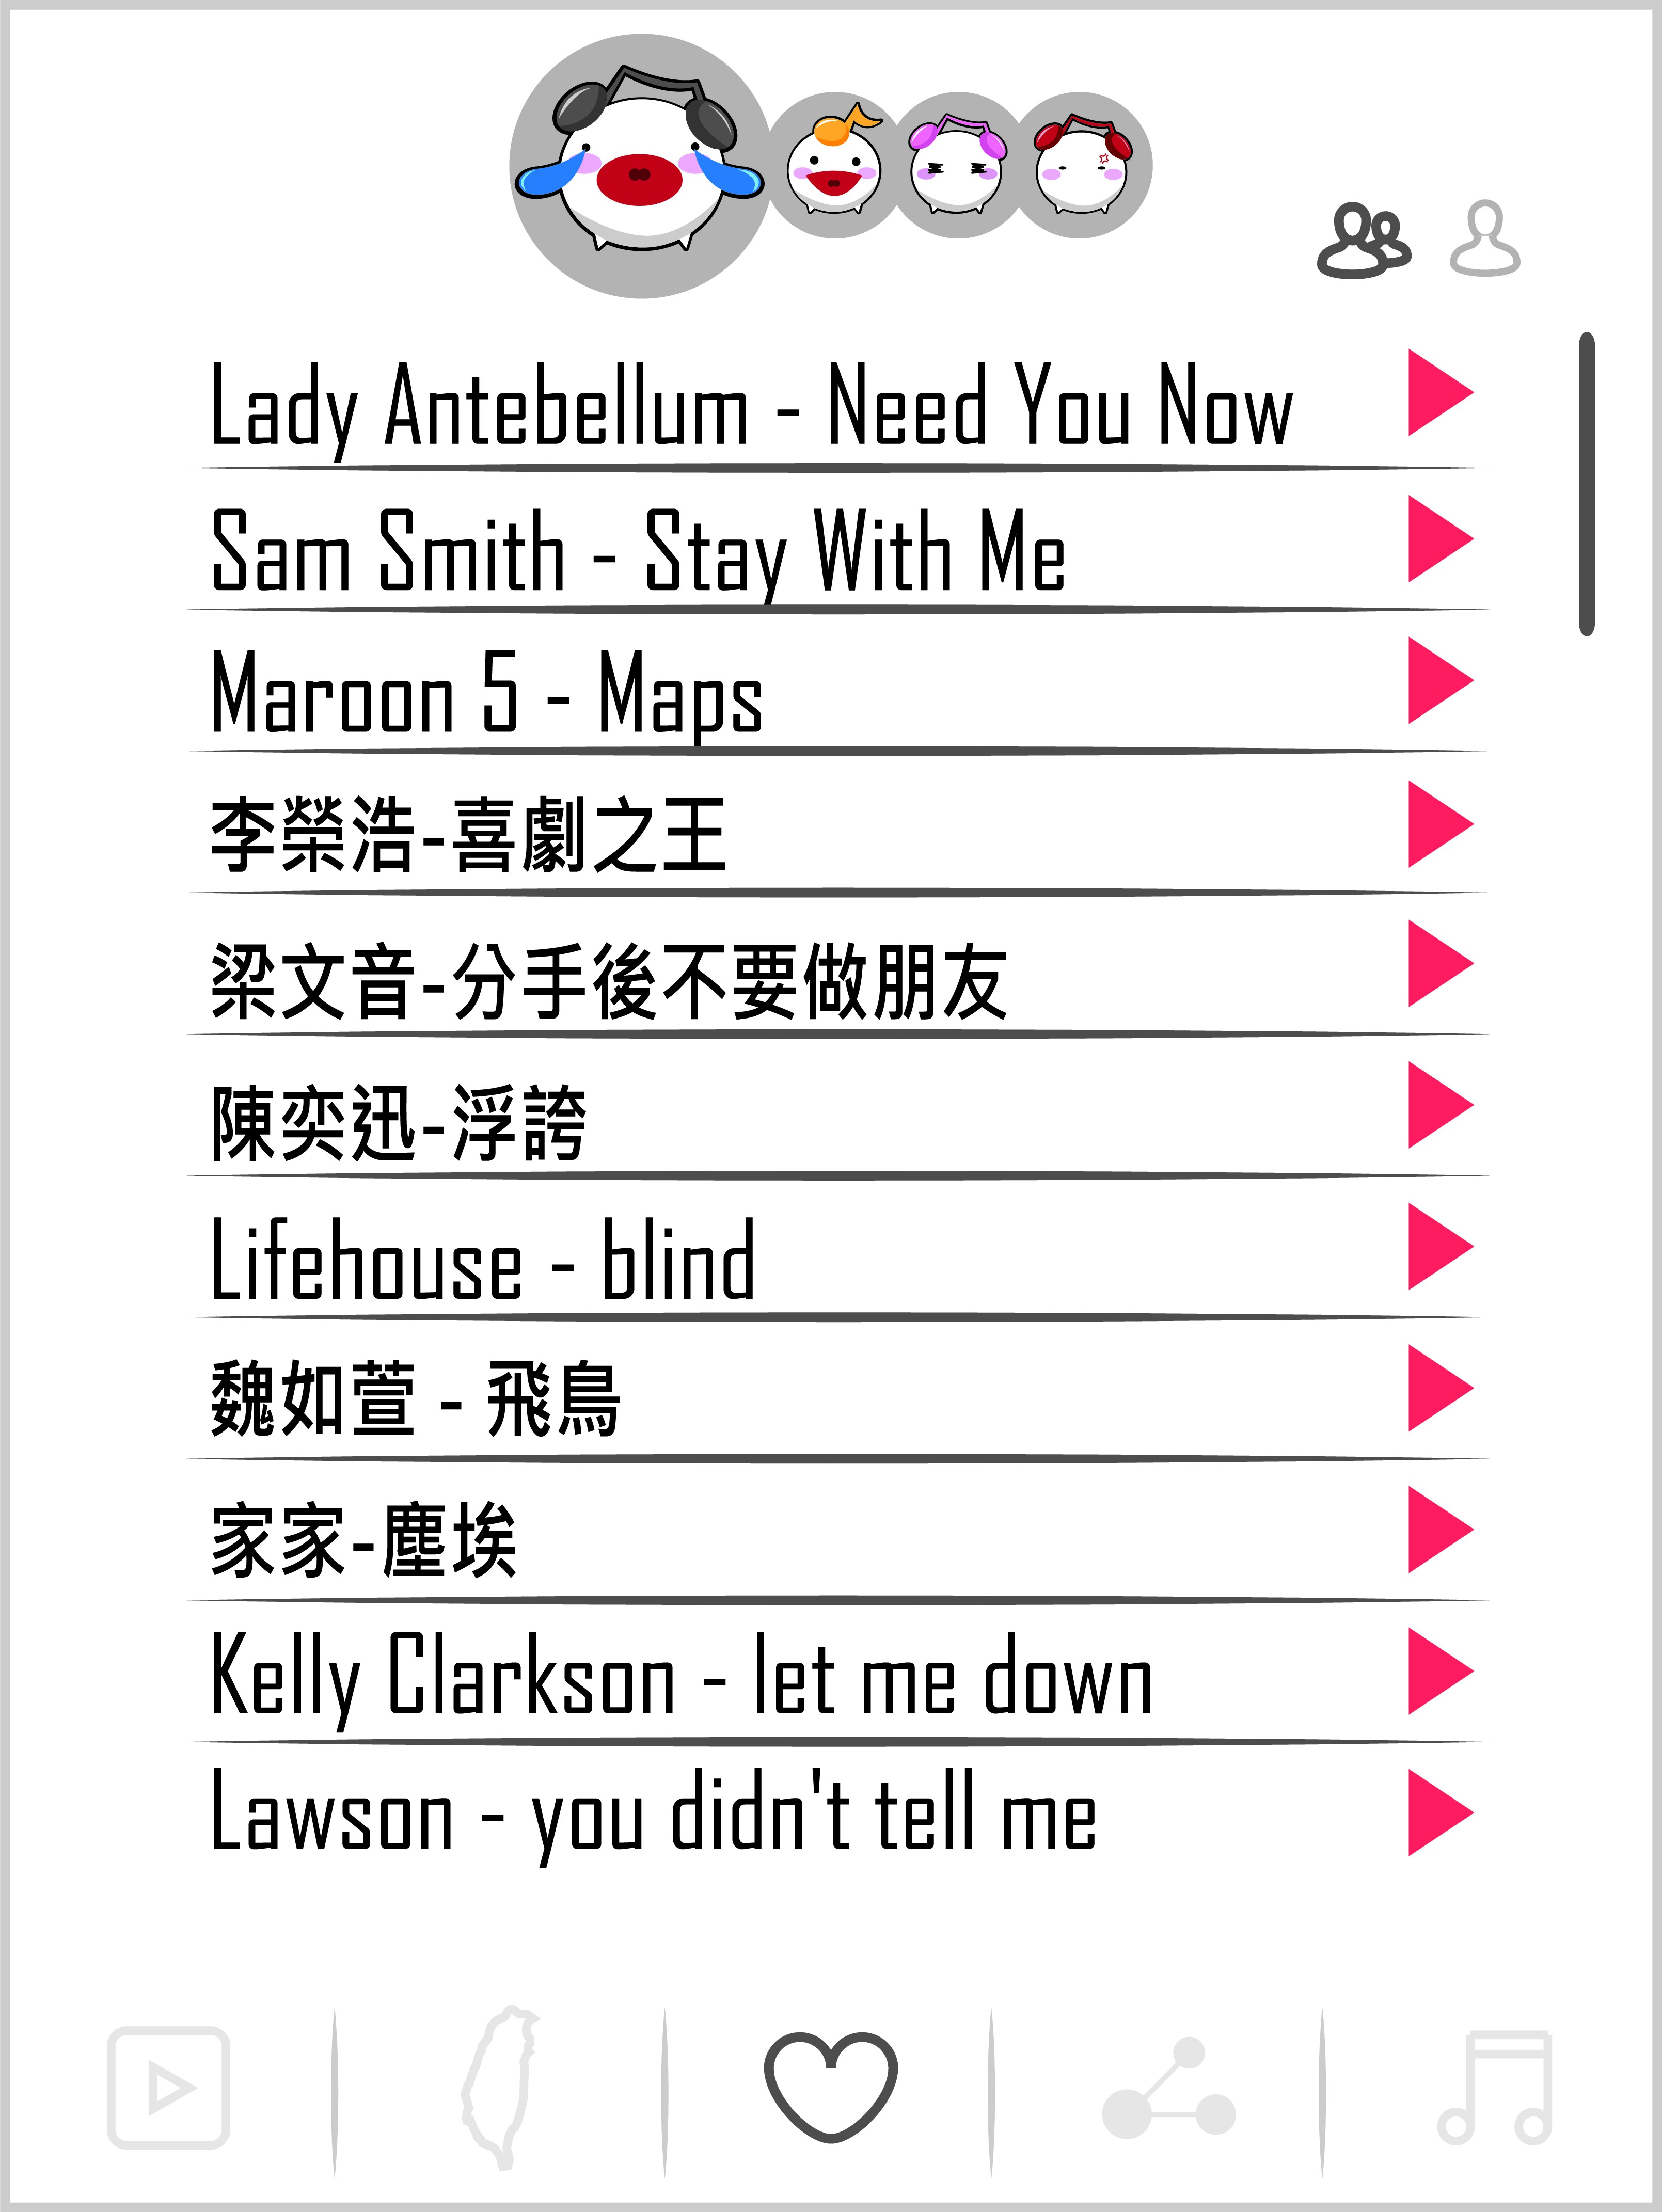 Lady Antebellum - Need You Now
Sam Smith - Stay With Me
Maroon 5 - Maps
李榮浩-喜劇之王
梁文音-分手後不要做朋友
陳奕迅-浮誇
Lifehouse - blind
魏如萱 - 飛鳥
家家-塵埃
Kelly Clarkson - let me down
Lawson - you didn't tell me